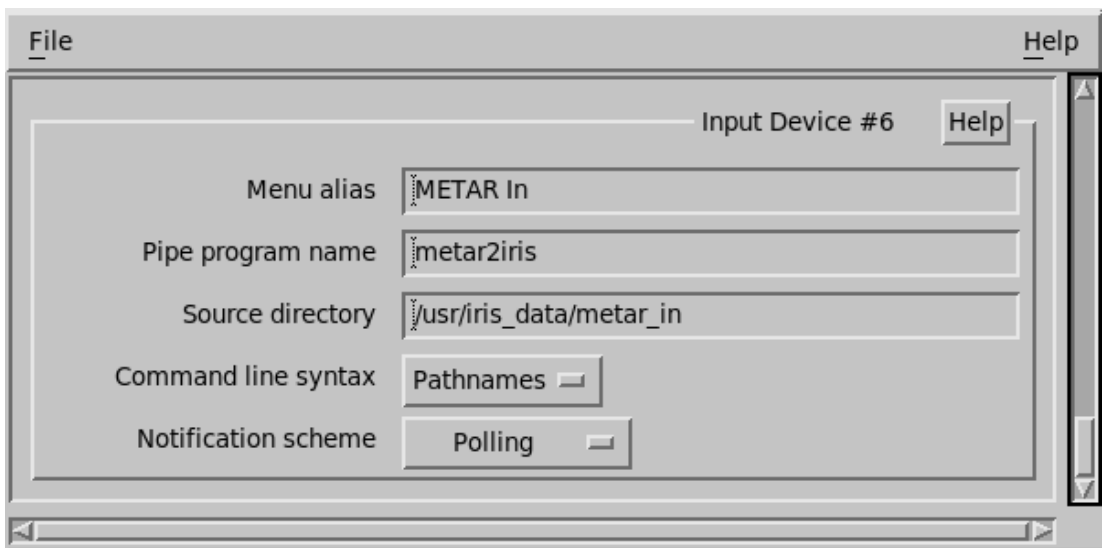 File Help
Input Device #6 Help
Menu alias METAR In
Pipe program name metar2iris
Source directory /usr/iris_data/metar_in
Command line syntax Pathnames
Notification scheme Polling